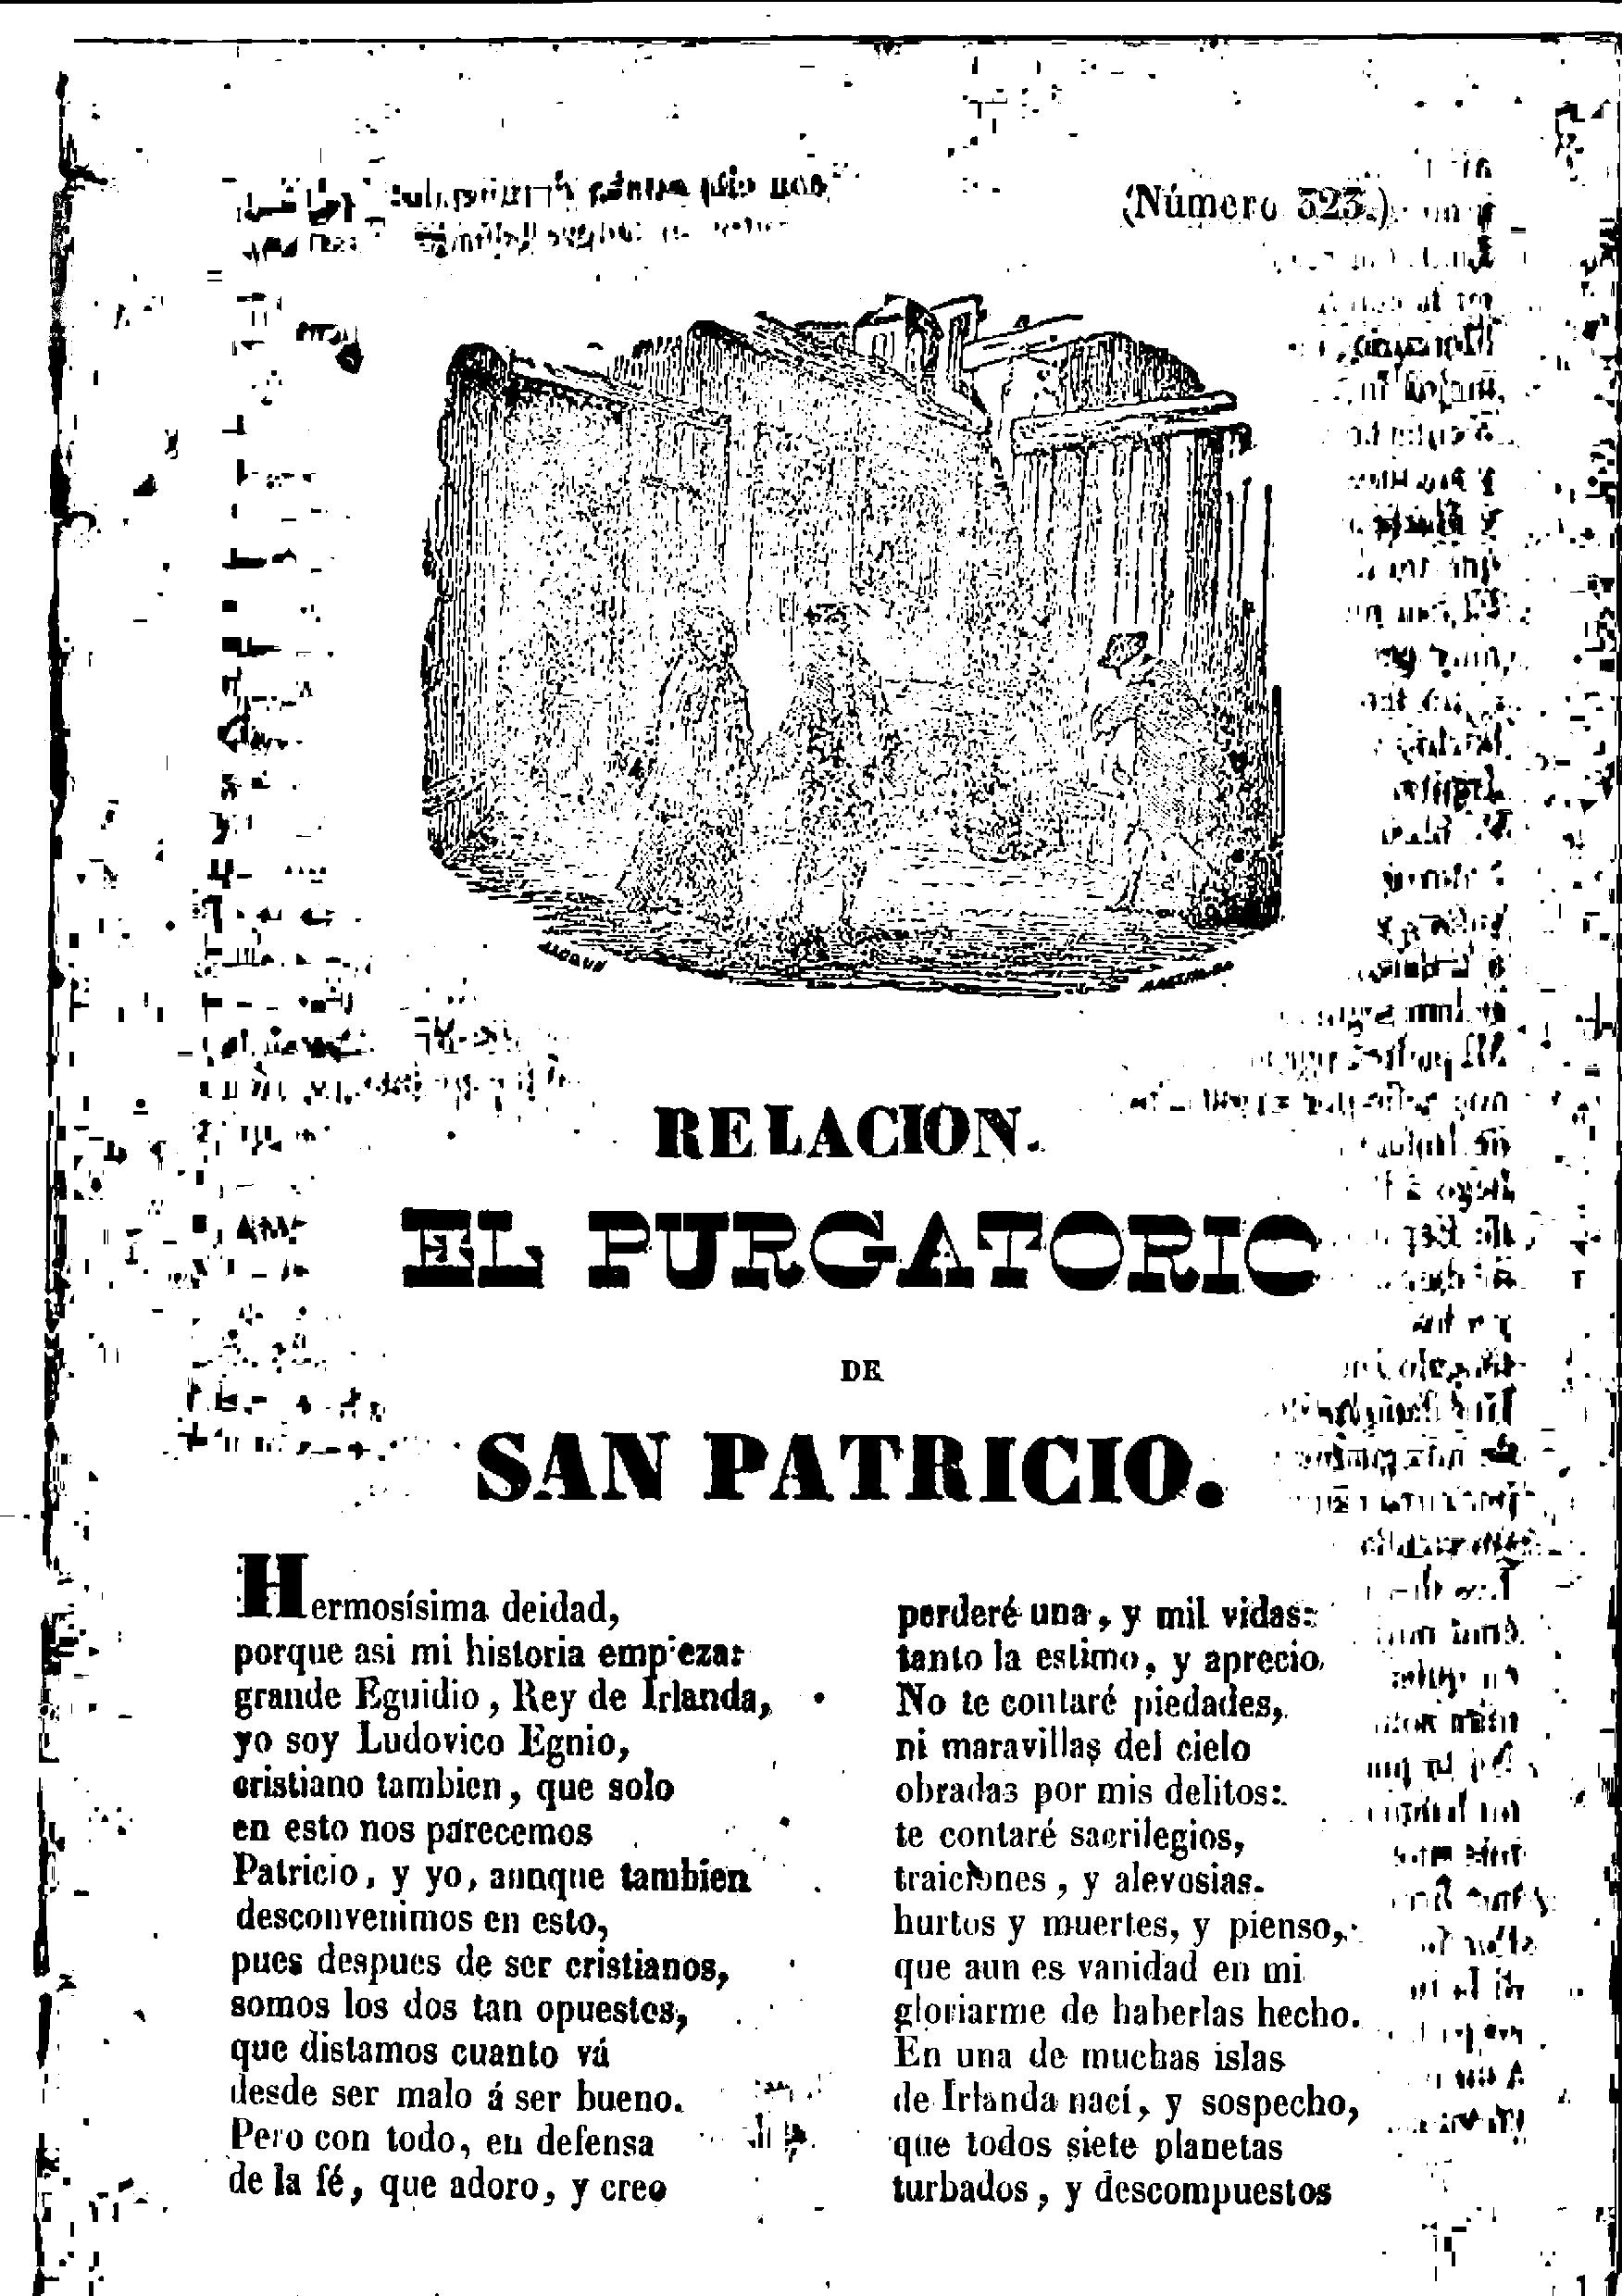 (Número 323.)
RELACION.
EL PURGATORIO
DE
SAN PATRICIO.
Hermosísima deidad,
porque asi mi historia empieza:
grande Eguidio, Rey de Irlanda,
yo soy Ludovico Egnio,
cristiano tambien, que solo
en esto nos parecemos
Patricio, y yo, aunque tambien
desconvenimos en esto,
pues despues de ser cristianos,
somos los dos tan opuestos,
que distamos cuanto vá
desde ser malo á ser bueno.
Pero con todo, en defensa
de la fé, que adoro, y creo
perderé una, y mil vidas:
tanto la estimo, y aprecio.
No te contaré piedades,
ni maravillas del cielo
obradas por mis delitos:
te contaré sacrilegios,
traiciones, y alevosias.
hurtos y muertes, y pienso,
que aun es vanidad en mi
gloriarme de haberlas hecho.
En una de muchas islas
de Irlanda nací, y sospecho,
que todos siete planetas
turbados, y descompuestos